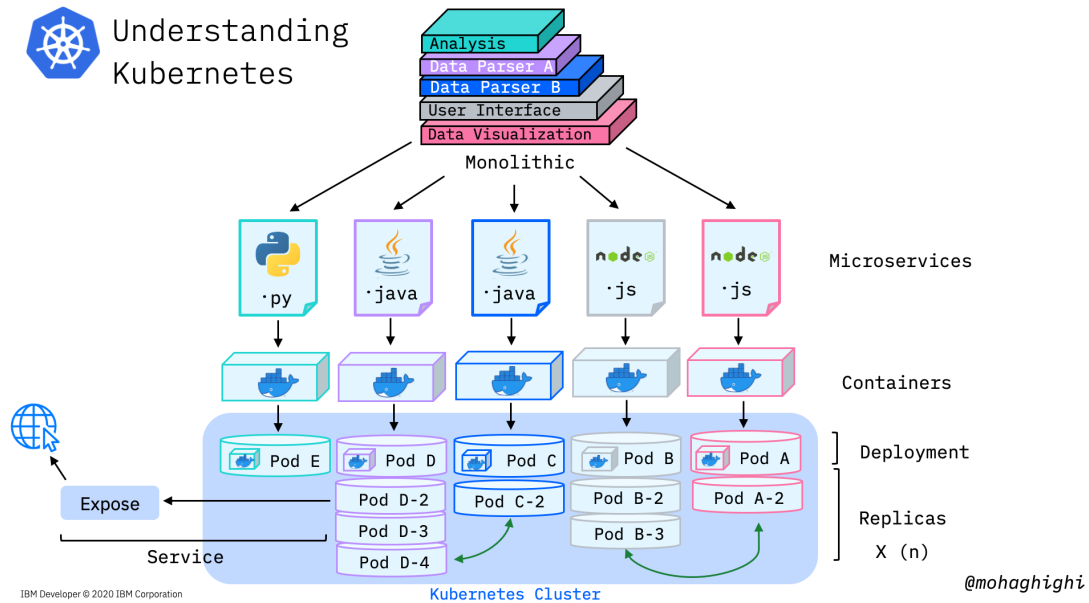 Understanding
Kubernetes
Analysis
Data Parser A
Data Parser B
User Interface
Data Visualization
Monolithic
.py
.java
.java
node JS
.js
node JS
.js
Microservices
Containers
Pod E
Pod D
Pod C
Pod B
Pod A
Deployment
Pod D-2
Pod C-2
Pod B-2
Pod A-2
Expose
Pod D-3
Pod B-3
Replicas
X (n)
Service
Pod D-4
Kubernetes Cluster
@mohaghighi
IBM Developer © 2020 IBM Corporation